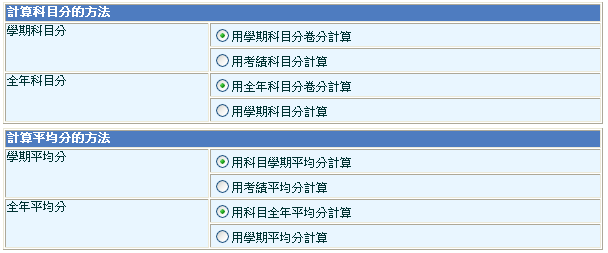 計算科目分的方法
學期科目分
用學期科目分卷分計算
用考績科目分計算
全年科目分
用全年科目分卷分計算
用學期科目分計算
計算平均分的方法
學期平均分
用科目學期平均分計算
用考績平均分計算
全年平均分
用科目全年平均分計算
用學期平均分計算